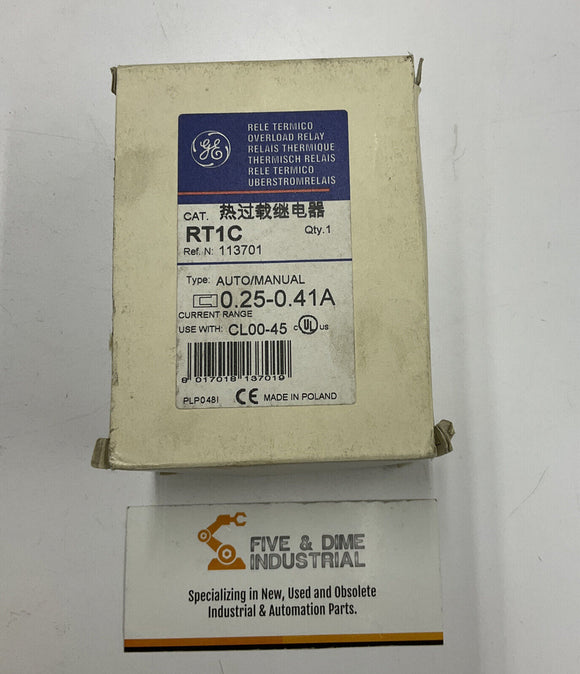 GE
RELE TERMICO
OVERLOAD RELAY
RELAIS THERMIQUE
THERMISCH RELAIS
RELE TERMICO
UBERSTROMRELAIS
CAT. 热过载继电器
RT1C Qty.1
Ref. N: 113701
Type: AUTO/MANUAL
0.25-0.41A
CURRENT RANGE
USE WITH: CL00-45 c UL us
8 017018 137019
PLP048I CE MADE IN POLAND
FIVE & DIME
INDUSTRIAL
Specializing in New, Used and Obsolete
Industrial & Automation Parts.